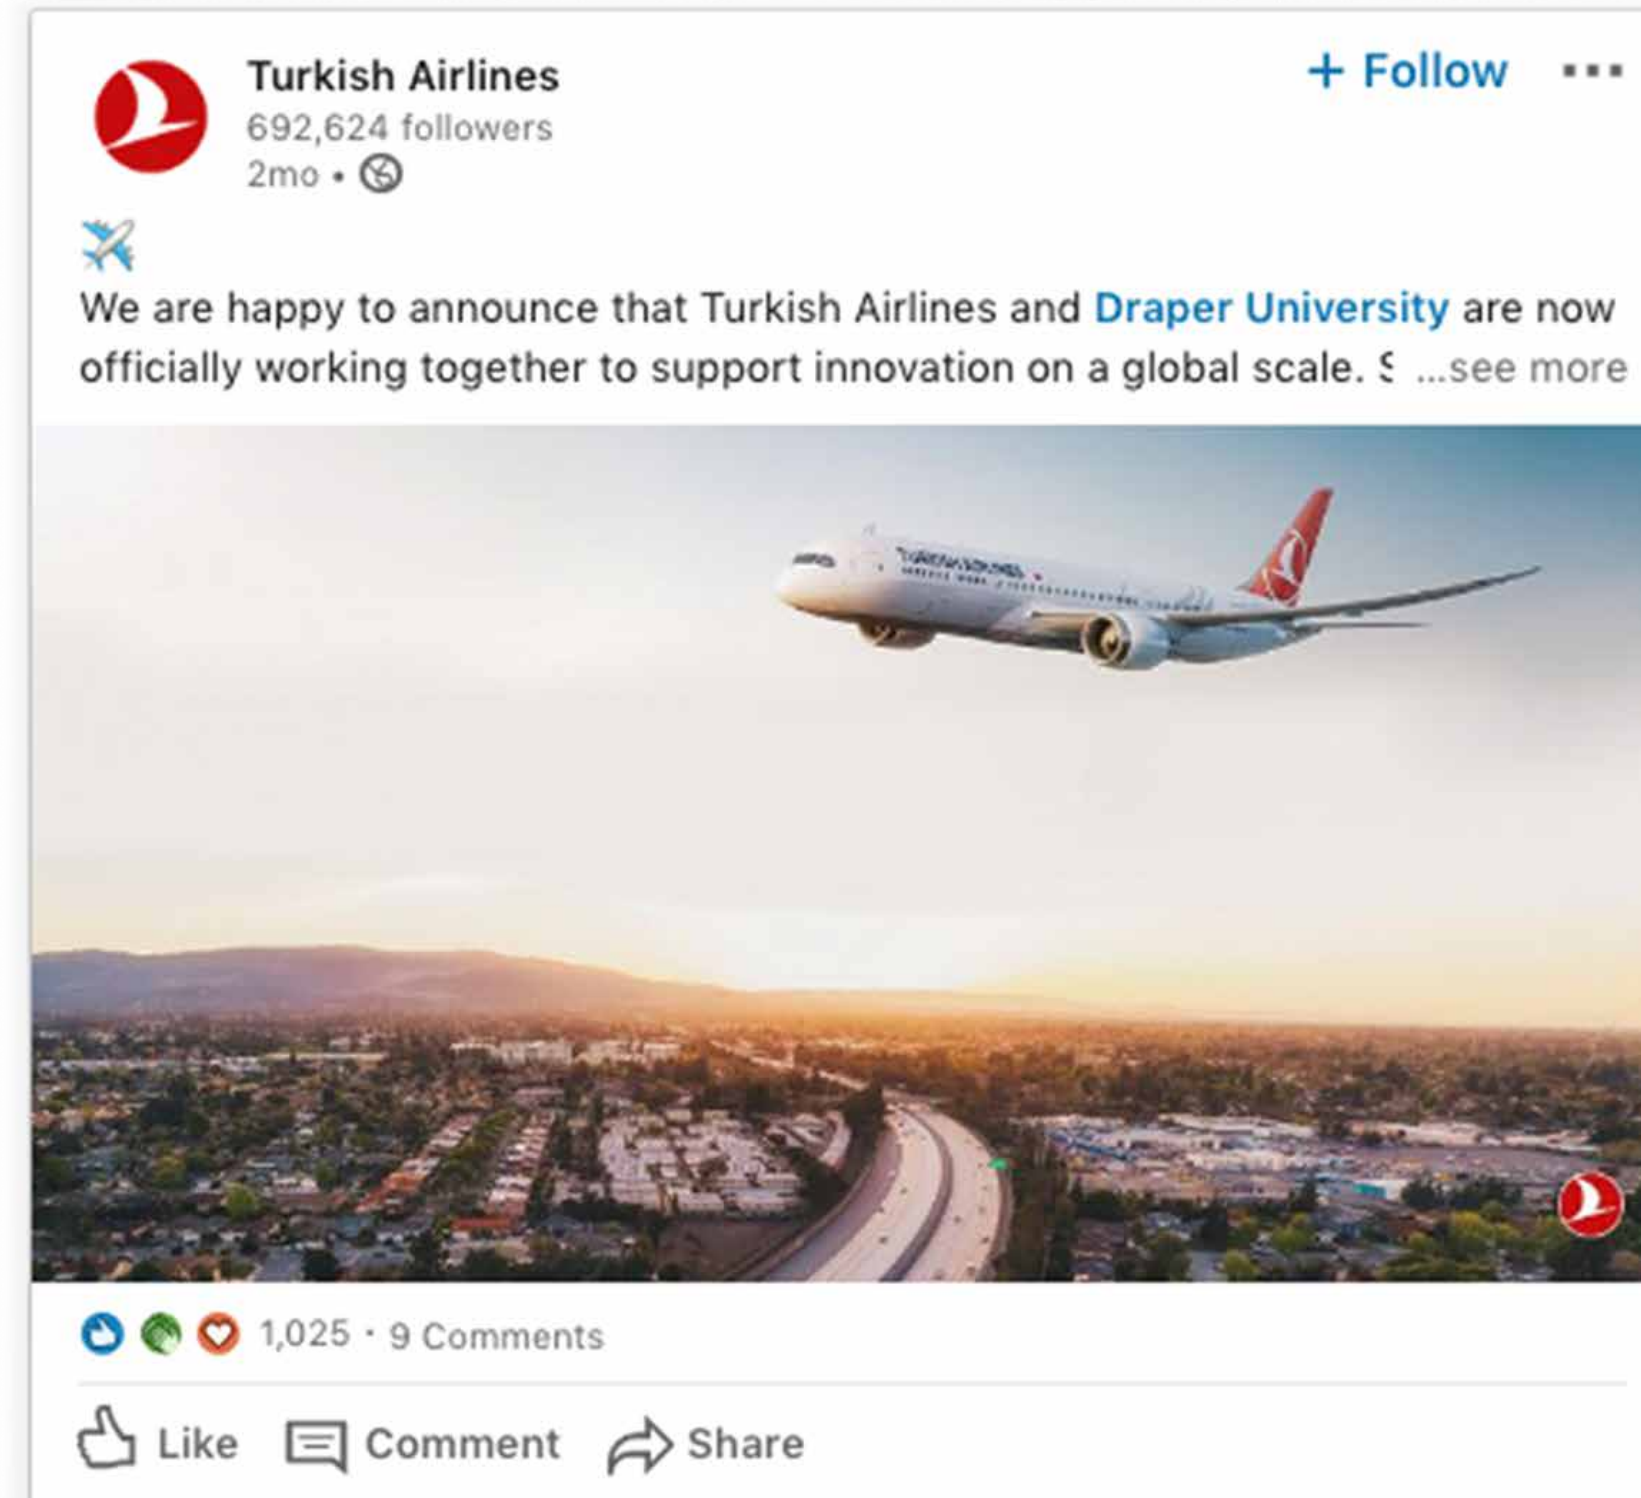 Turkish Airlines
+ Follow
692,624 followers
2mo •
We are happy to announce that Turkish Airlines and Draper University are now
officially working together to support innovation on a global scale. S ...see more
TURKISH AIRLINES
1,025 · 9 Comments
Like Comment Share